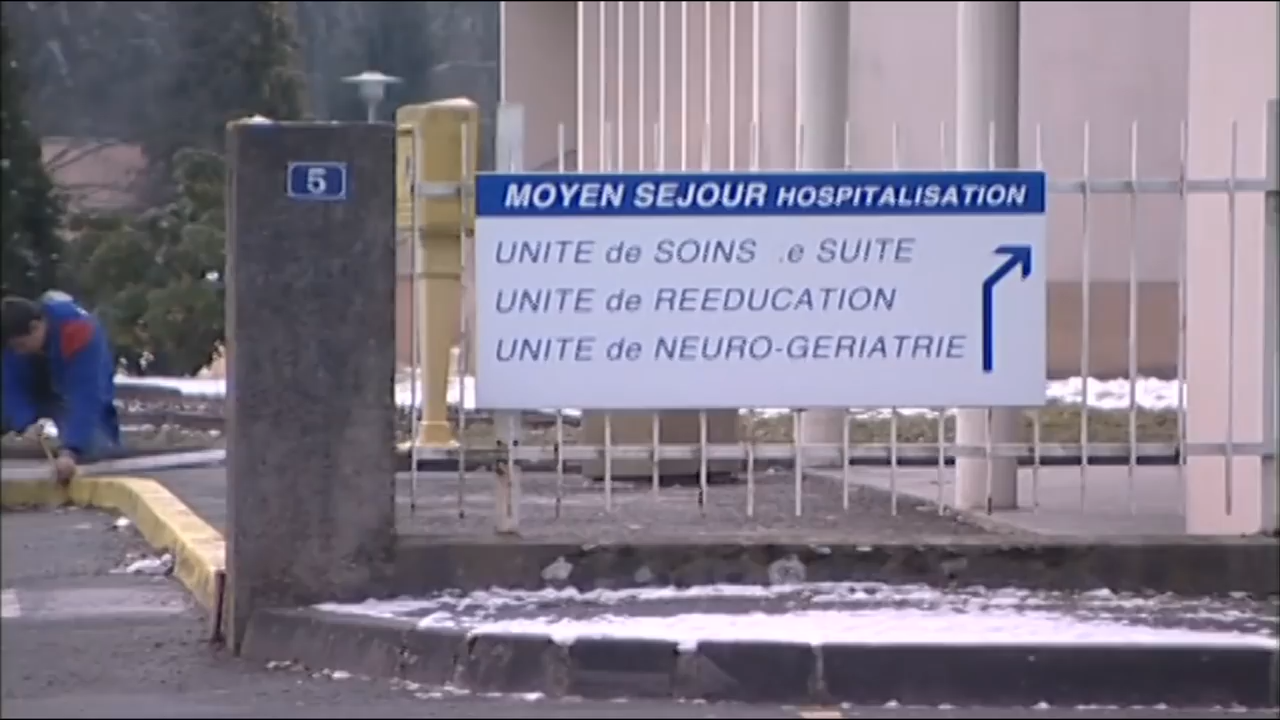 5
MOYEN SEJOUR HOSPITALISATION
UNITE de SOINS .e SUITE
UNITE de REEDUCATION
UNITE de NEURO-GERIATRIE